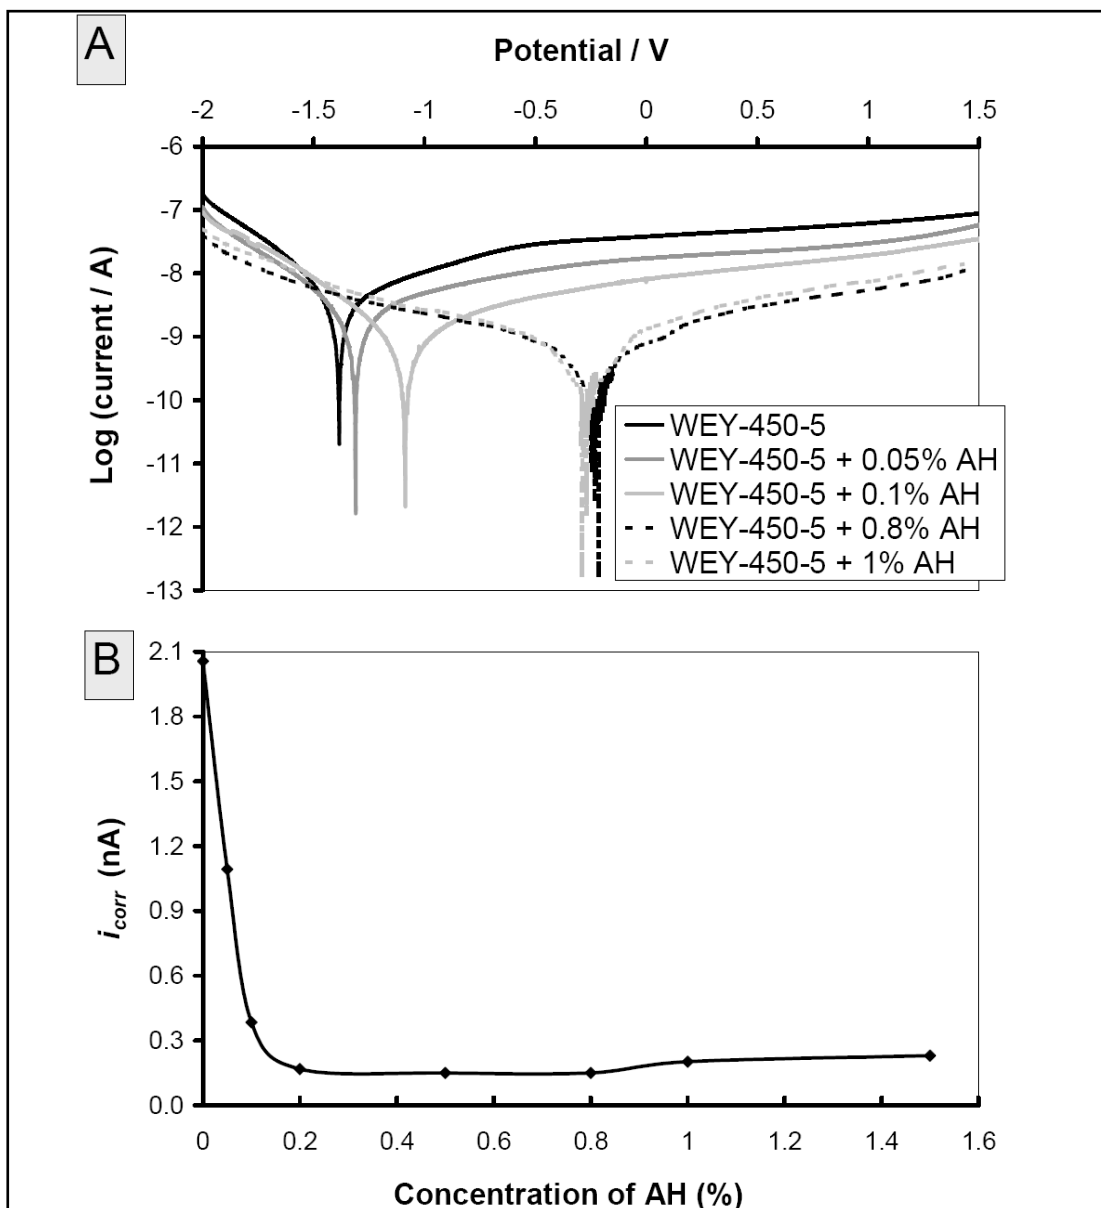 A
Potential / V
-2 -1.5 -1 -0.5 0 0.5 1 1.5
-6
-7
-8
-9
-10
-11
-12
-13
Log (current / A)
WEY-450-5
WEY-450-5 + 0.05% AH
WEY-450-5 + 0.1% AH
WEY-450-5 + 0.8% AH
WEY-450-5 + 1% AH
B
2.1
1.8
1.5
1.2
0.9
0.6
0.3
0.0
i corr (nA)
0 0.2 0.4 0.6 0.8 1 1.2 1.4 1.6
Concentration of AH (%)